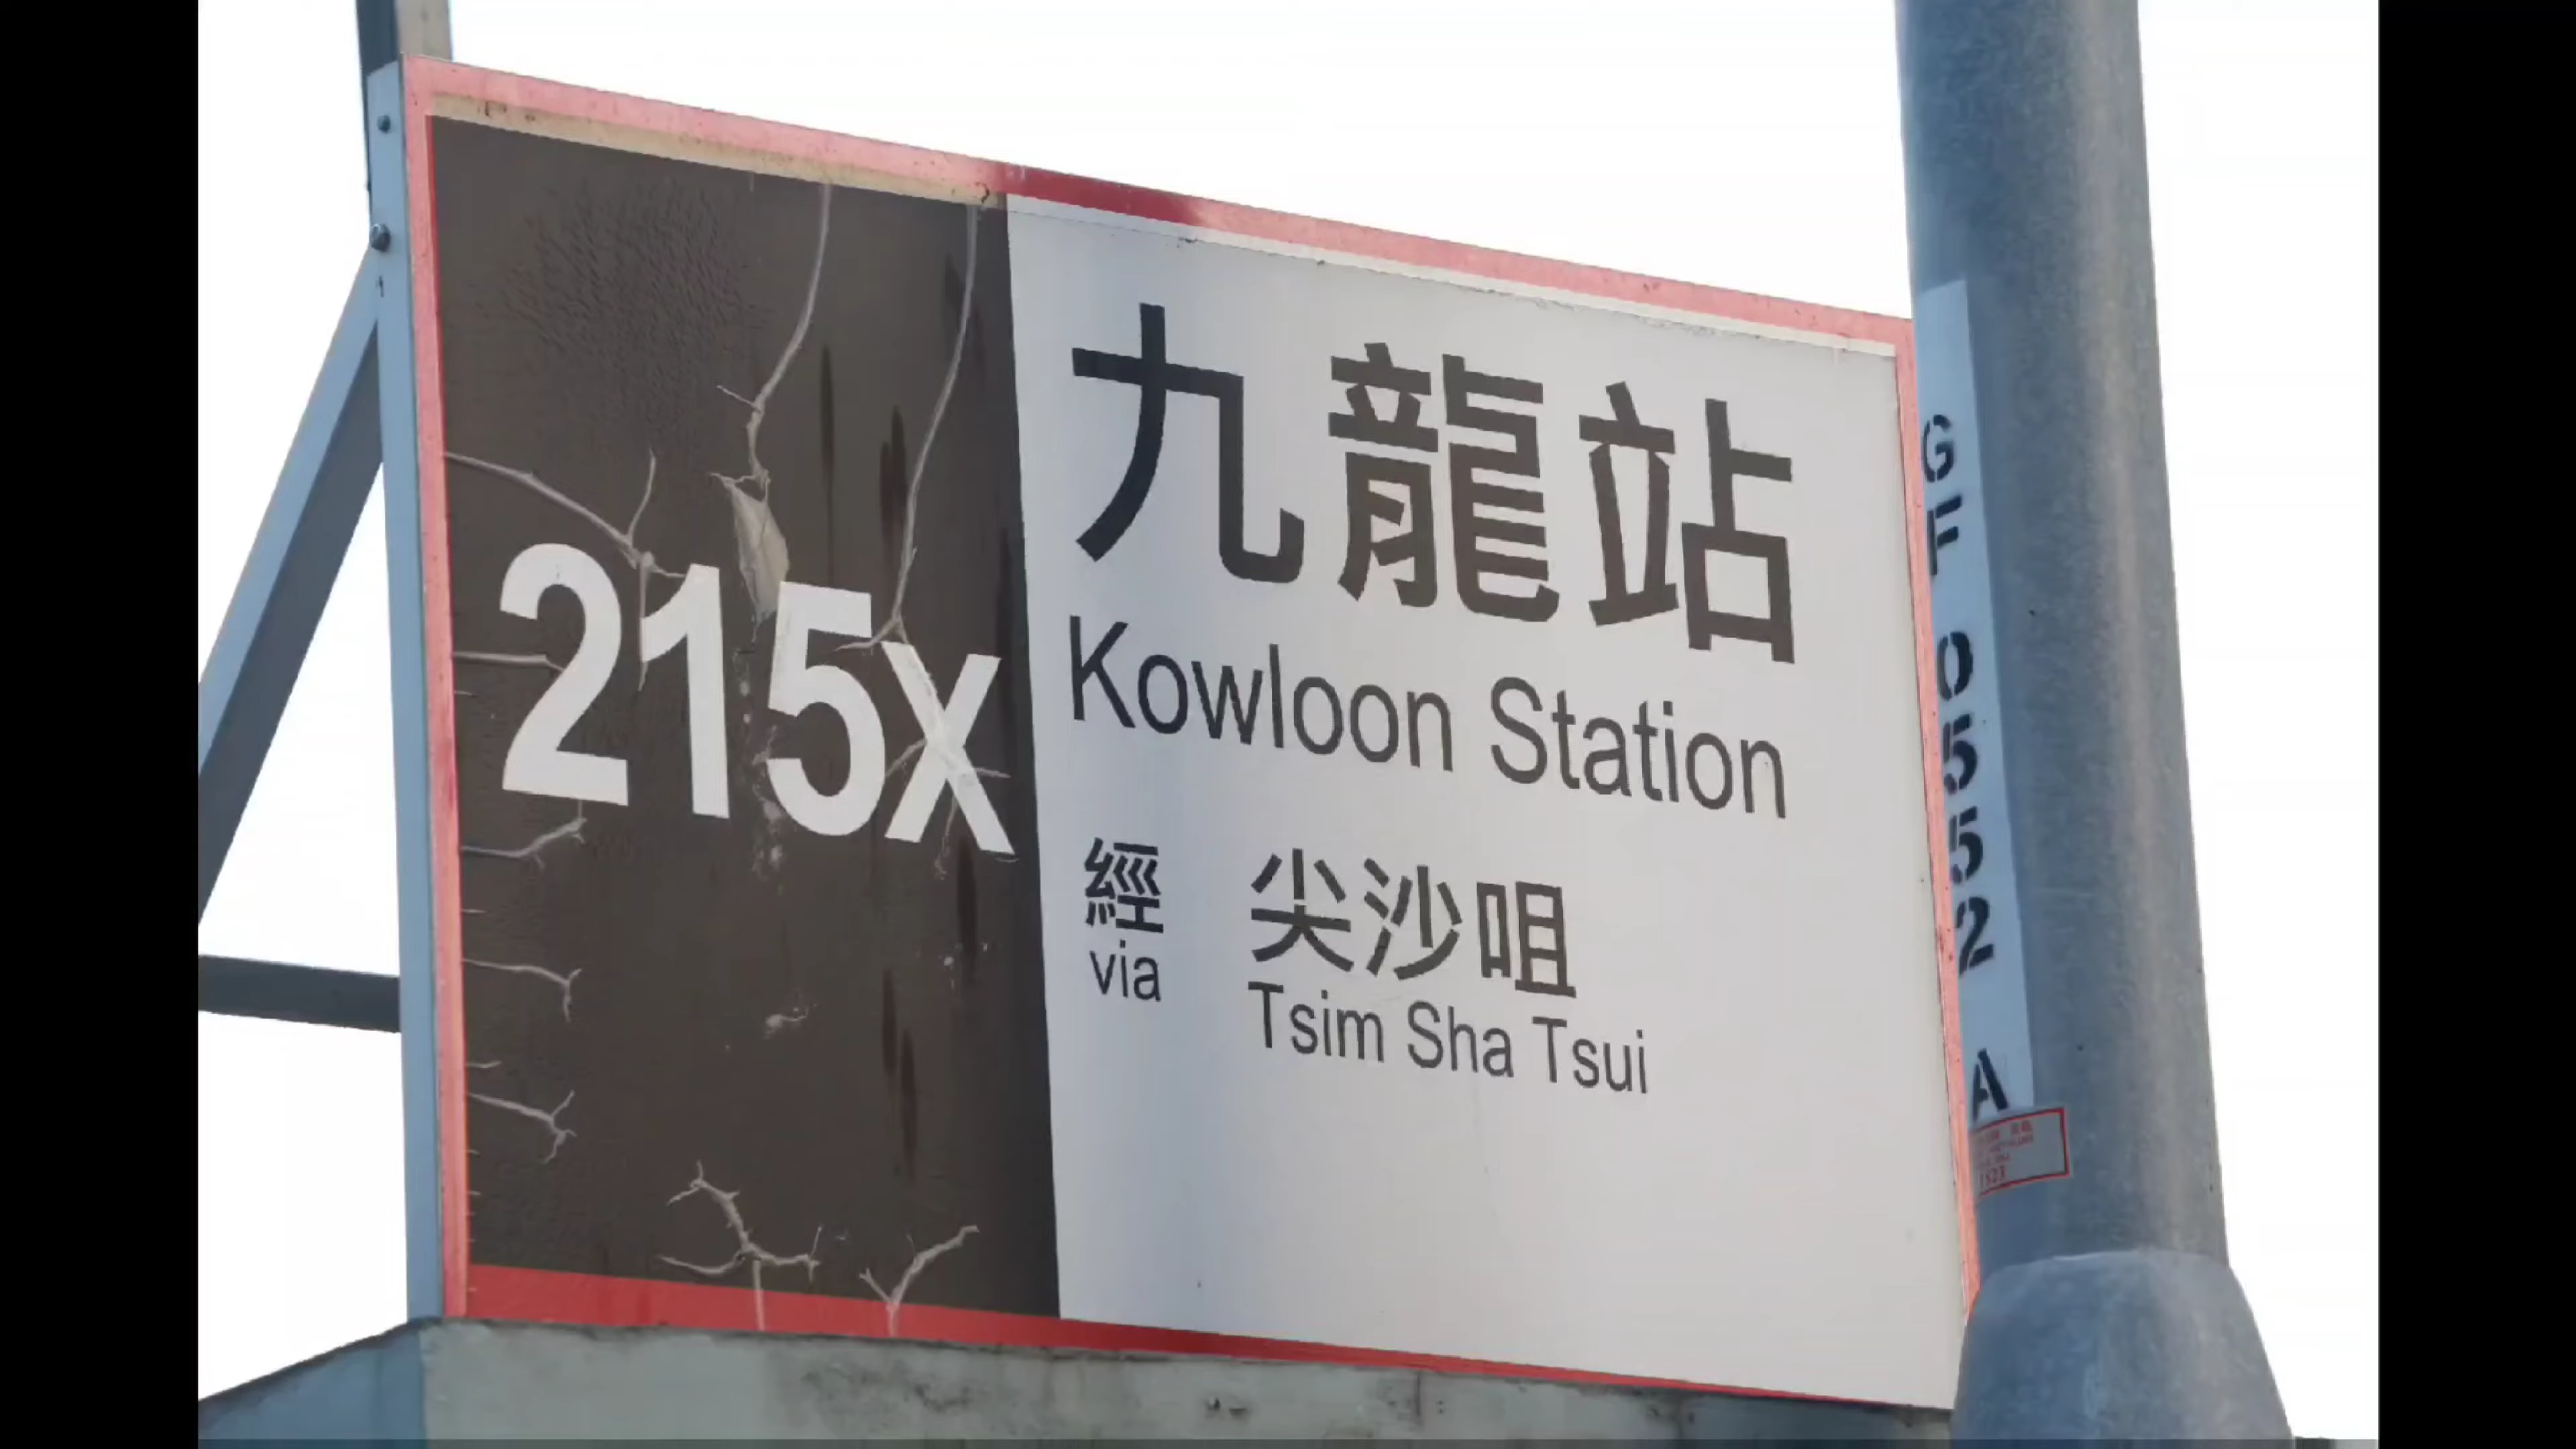 215X
九龍站
Kowloon Station
經 尖沙咀
via Tsim Sha Tsui
GF 0552 A